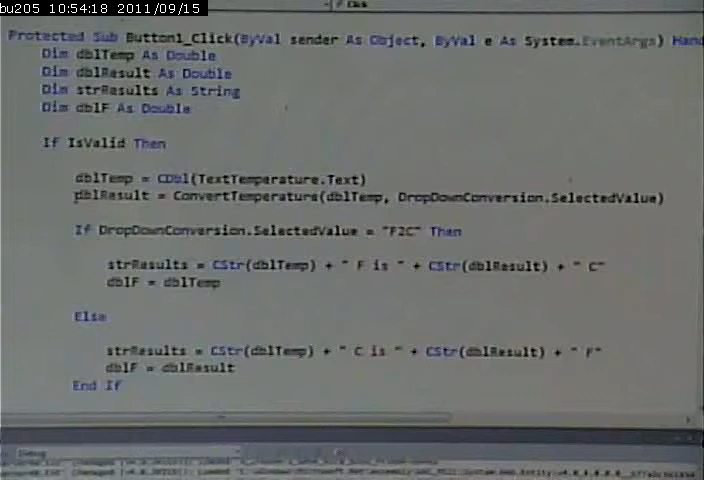 bu205 10:54:18 2011/09/15
Click
Protected Sub Button1_Click(ByVal sender As Object, ByVal e As System.EventArgs) Hand
Dim dblTemp As Double
Dim dblResult As Double
Dim strResults As String
Dim dblF As Double
If IsValid Then
dblTemp = CDbl(TextTemperature.Text)
dblResult = ConvertTemperature(dblTemp, DropDownConversion.SelectedValue)
If DropDownConversion.SelectedValue = "F2C" Then
strResults = CStr(dblTemp) + " F is " + CStr(dblResult) + " C"
dblF = dblTemp
Else
strResults = CStr(dblTemp) + " C is " + CStr(dblResult) + " F"
dblF = dblResult
End If
Debug